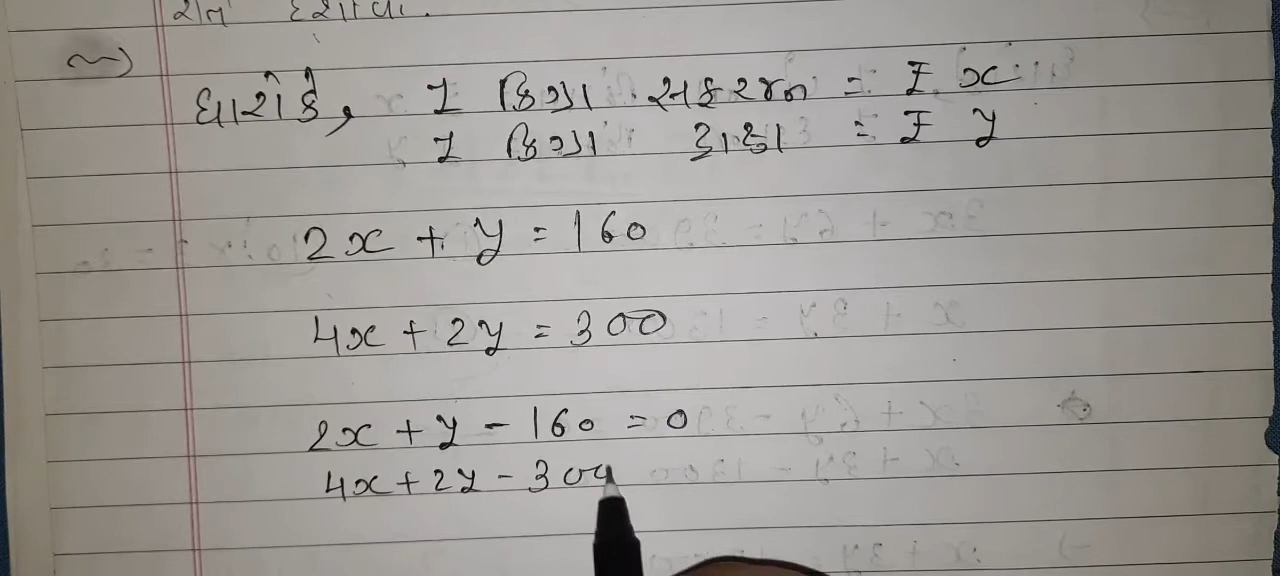 ધારોકે, 1 કિગ્રા સફરજન = ₹ x
1 કિગ્રા દ્રાક્ષ = ₹ y
2x + y = 160
4x + 2y = 300
2x + y - 160 = 0
4x + 2y - 300